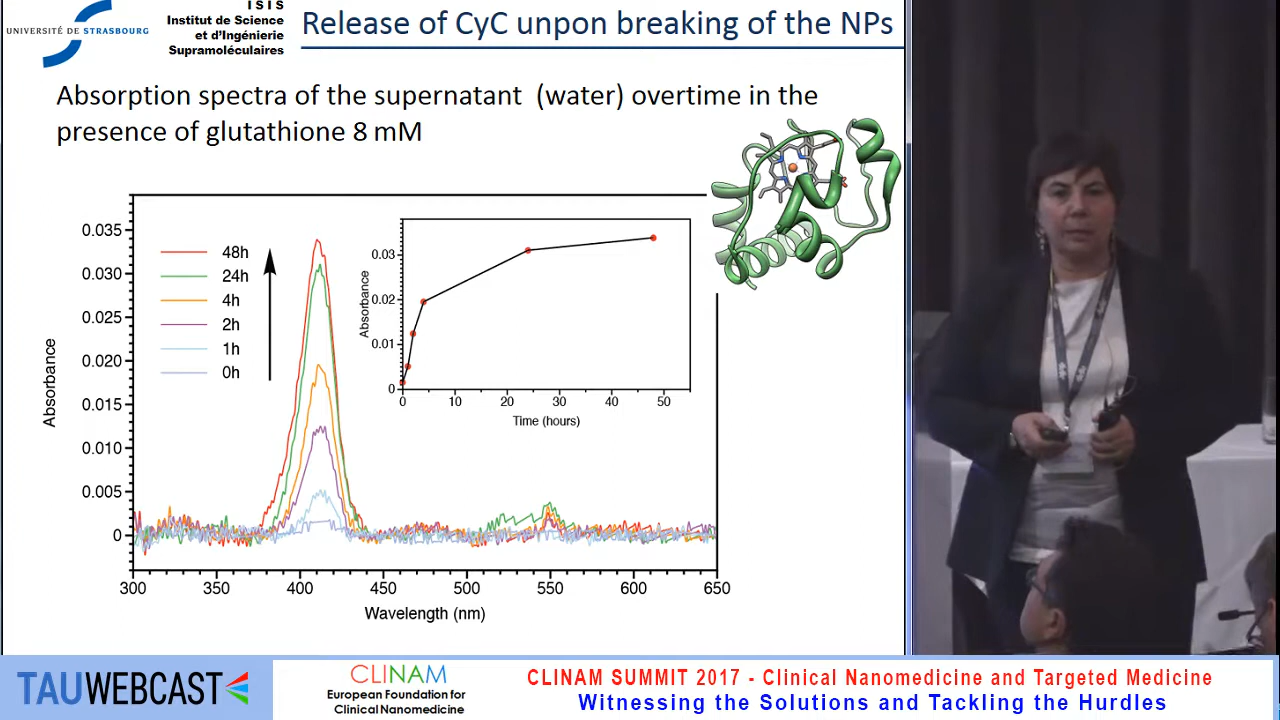 UNIVERSITÉ DE STRASBOURG
ISIS
Institut de Science
et d'Ingénierie
Supramoléculaires
Release of CyC unpon breaking of the NPs
Absorption spectra of the supernatant (water) overtime in the
presence of glutathione 8 mM
Absorbance
0.035
0.030
0.025
0.020
0.015
0.010
0.005
0
48h
24h
4h
2h
1h
0h
Absorbance
0.03
0.02
0.01
0
0 10 20 30 40 50
Time (hours)
300 350 400 450 500 550 600 650
Wavelength (nm)
TAUWEBCAST
CLINAM
European Foundation for
Clinical Nanomedicine
CLINAM SUMMIT 2017 - Clinical Nanomedicine and Targeted Medicine
Witnessing the Solutions and Tackling the Hurdles